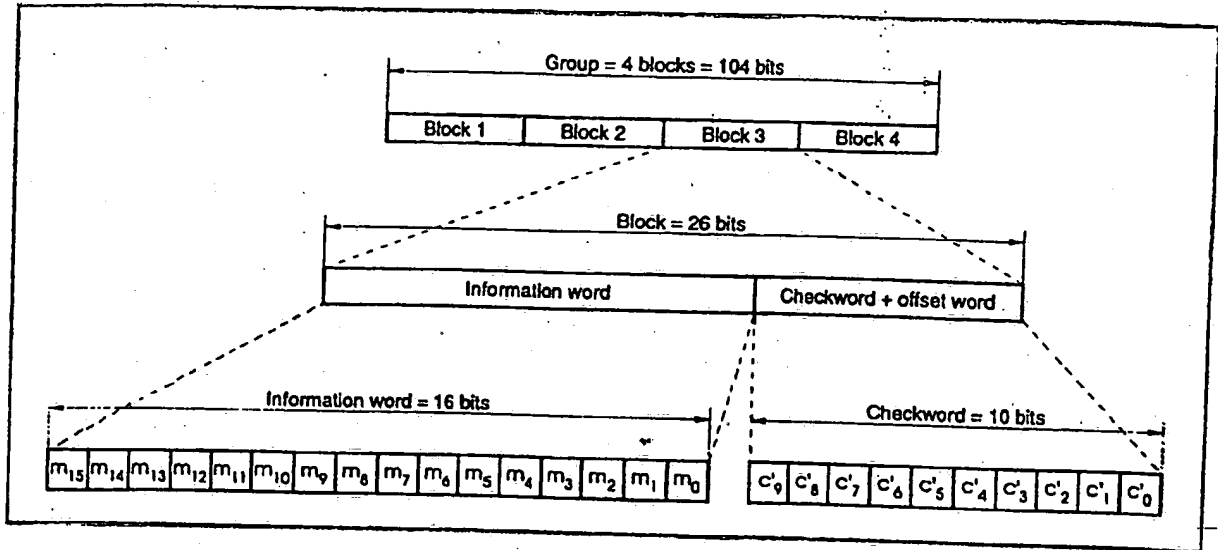 Group = 4 blocks = 104 bits
Block 1 Block 2 Block 3 Block 4
Block = 26 bits
Information word Checkword + offset word
Information word = 16 bits Checkword = 10 bits
m15 m14 m13 m12 m11 m10 m9 m8 m7 m6 m5 m4 m3 m2 m1 m0 c'9 c'8 c'7 c'6 c'5 c'4 c'3 c'2 c'1 c'0